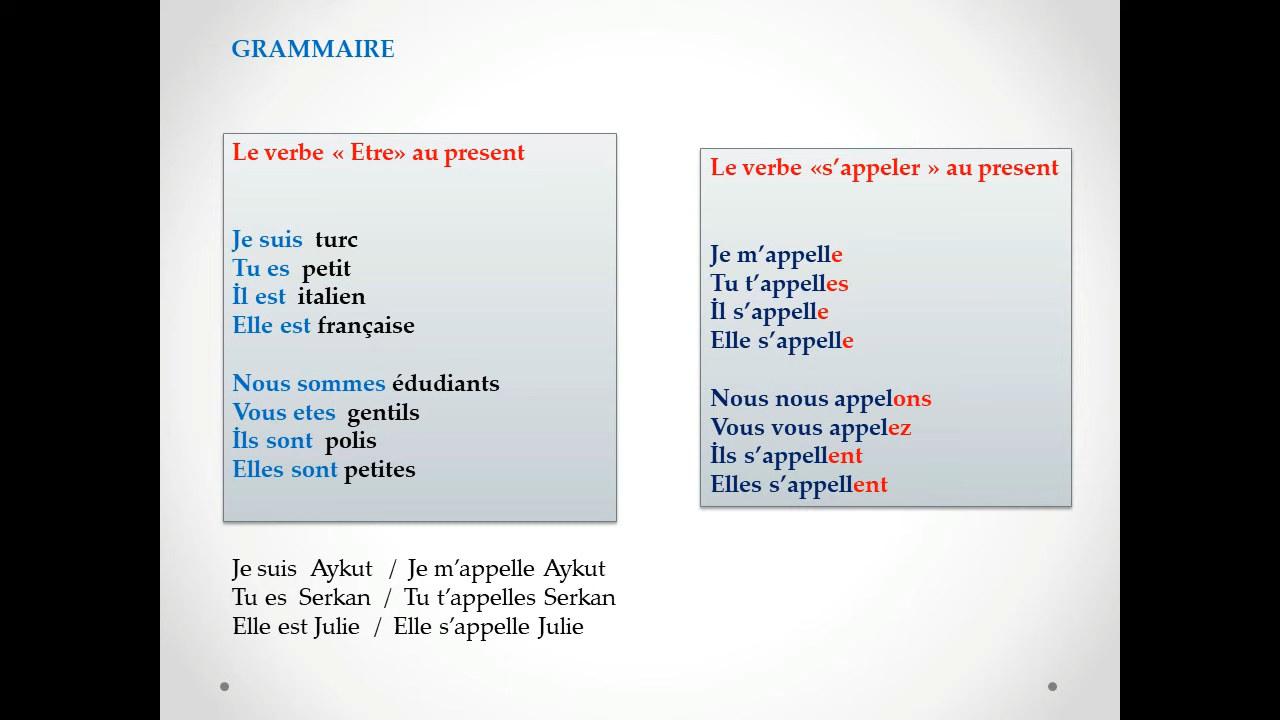 GRAMMAIRE
Le verbe « Etre» au present
Je suis turc
Tu es petit
İl est italien
Elle est française
Nous sommes édudiants
Vous etes gentils
İls sont polis
Elles sont petites
Le verbe «s’appeler » au present
Je m’appelle
Tu t’appelles
İl s’appelle
Elle s’appelle
Nous nous appelons
Vous vous appelez
İls s’appellent
Elles s’appellent
Je suis Aykut / Je m’appelle Aykut
Tu es Serkan / Tu t’appelles Serkan
Elle est Julie / Elle s’appelle Julie